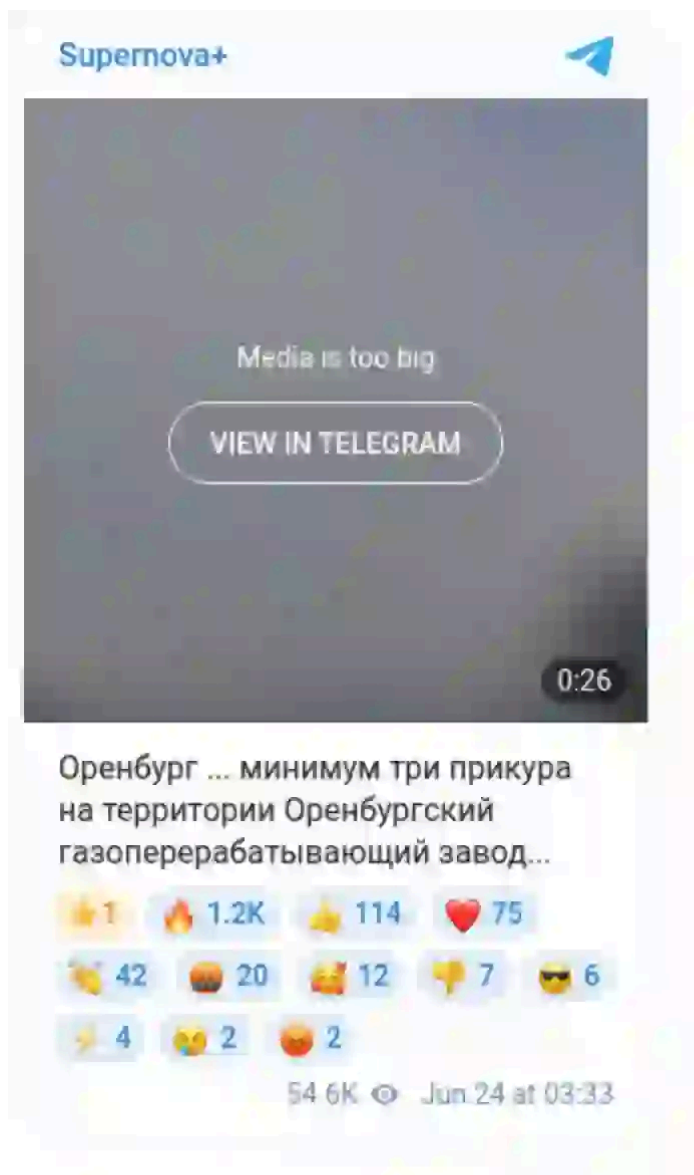 Supernova+
Media is too big
VIEW IN TELEGRAM
0:26
Оренбург ... минимум три прикура
на территории Оренбургский
газоперерабатывающий завод...
1 1.2K 114 75
42 20 12 7 6
4 2 2
54.6K Jun 24 at 03:33